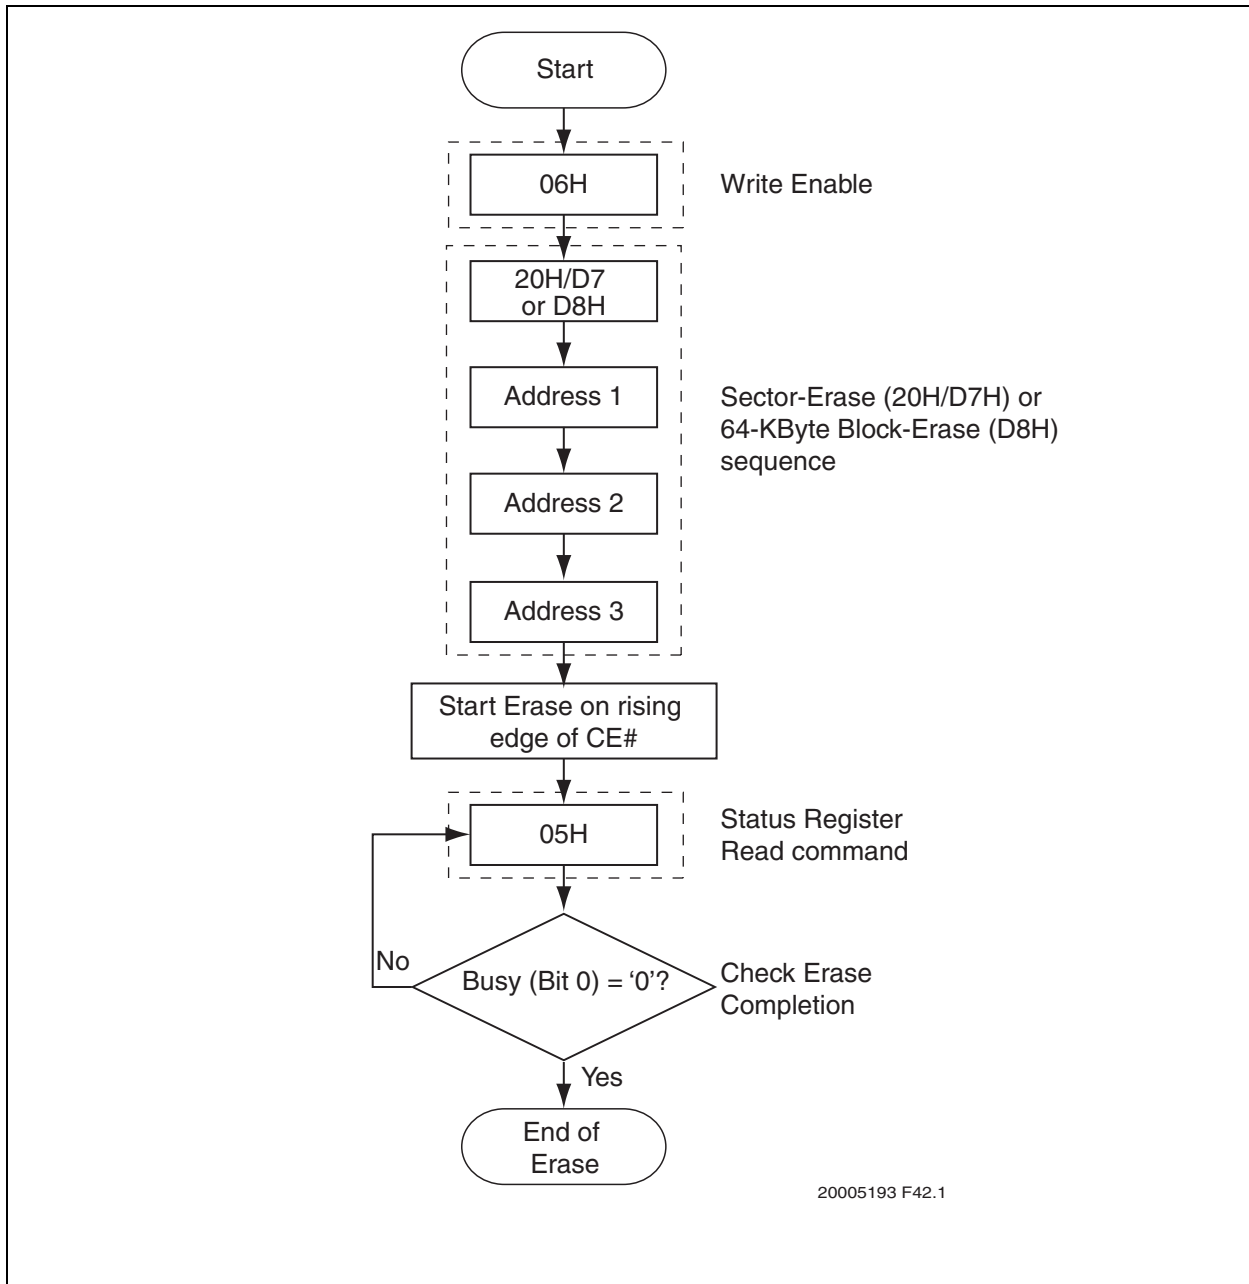 Start
06H
Write Enable
20H/D7
or D8H
Address 1
Sector-Erase (20H/D7H) or
64-KByte Block-Erase (D8H)
sequence
Address 2
Address 3
Start Erase on rising
edge of CE#
05H
Status Register
Read command
No
Busy (Bit 0) = ‘0’?
Check Erase
Completion
Yes
End of
Erase
20005193 F42.1